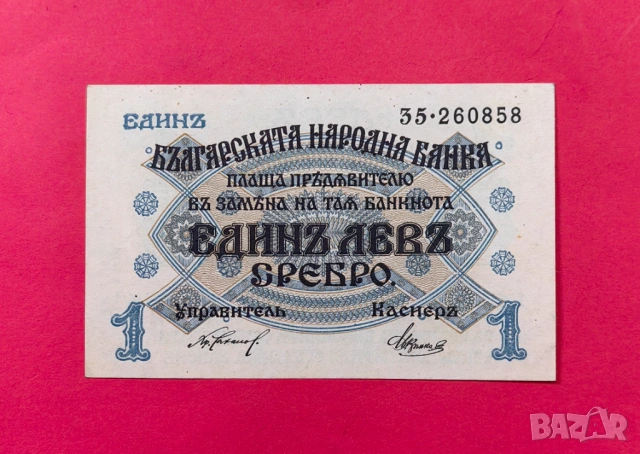 ЕДИНЪ
35·260858
БЪЛГАРСКАТА НАРОДНА БАНКА
ПЛАЩА ПРѢДЯВИТЕЛЮ
ВЪ ЗАМѢНА НА ТАЯ БАНКНОТА
ЕДИНЪ ЛЕВЪ
СРЕБРО.
Управитель Касиеръ
1 1
BAZAR